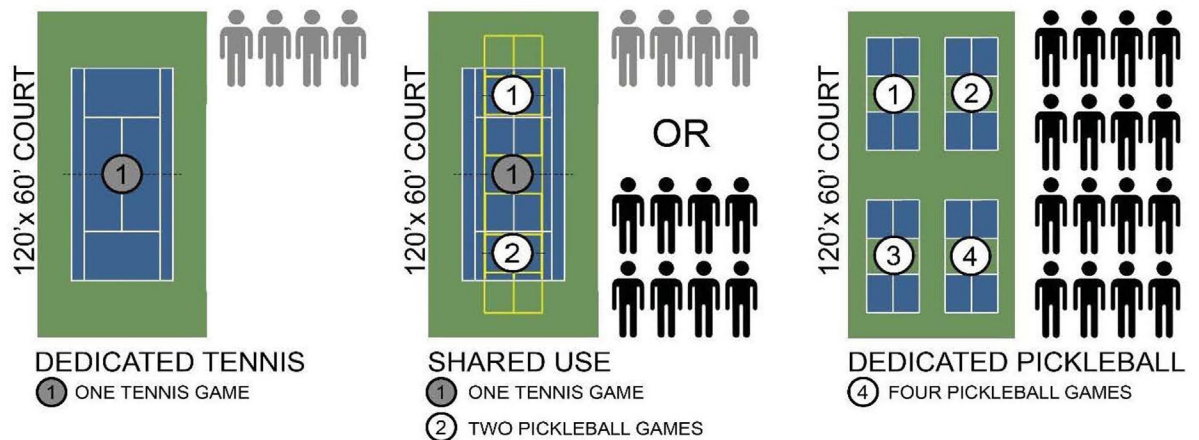 120'x 60' COURT
1
DEDICATED TENNIS
1 ONE TENNIS GAME
120'x 60' COURT
1
1
2
OR
SHARED USE
1 ONE TENNIS GAME
2 TWO PICKLEBALL GAMES
120'x 60' COURT
1 2
3 4
DEDICATED PICKLEBALL
4 FOUR PICKLEBALL GAMES